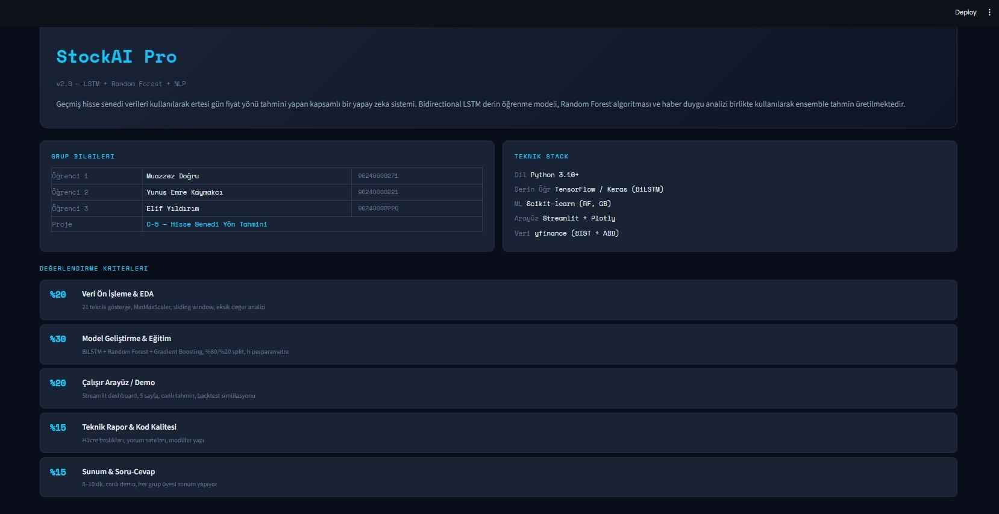 Deploy
StockAI Pro
v2.0 — LSTM + Random Forest + NLP
Geçmiş hisse senedi verileri kullanılarak ertesi gün fiyat yönü tahmini yapan kapsamlı bir yapay zeka sistemi. Bidirectional LSTM derin öğrenme modeli, Random Forest algoritması ve haber duygu analizi birlikte kullanılarak ensemble tahmin üretilmektedir.
GRUP BILGILERI
Öğrenci 1 Muazzez Doğru 90240000271
Öğrenci 2 Yunus Emre Kaymakcı 90240000221
Öğrenci 3 Elif Yıldırım 90240000220
Proje C-5 — Hisse Senedi Yön Tahmini
TEKNIK STACK
Dil Python 3.10+
Derin Öğr TensorFlow / Keras (BiLSTM)
ML Scikit-learn (RF, GB)
Arayüz Streamlit + Plotly
Veri yfinance (BIST + ABD)
DEĞERLENDIRME KRITERLERI
%20 Veri Ön İşleme & EDA
21 teknik gösterge, MinMaxScaler, sliding window, eksik değer analizi
%30 Model Geliştirme & Eğitim
BiLSTM + Random Forest + Gradient Boosting, %80/%20 split, hiperparametre
%20 Çalışır Arayüz / Demo
Streamlit dashboard, 5 sayfa, canlı tahmin, backtest simülasyonu
%15 Teknik Rapor & Kod Kalitesi
Hücre başlıkları, yorum satırları, modüler yapı
%15 Sunum & Soru-Cevap
8–10 dk. canlı demo, her grup üyesi sunum yapıyor